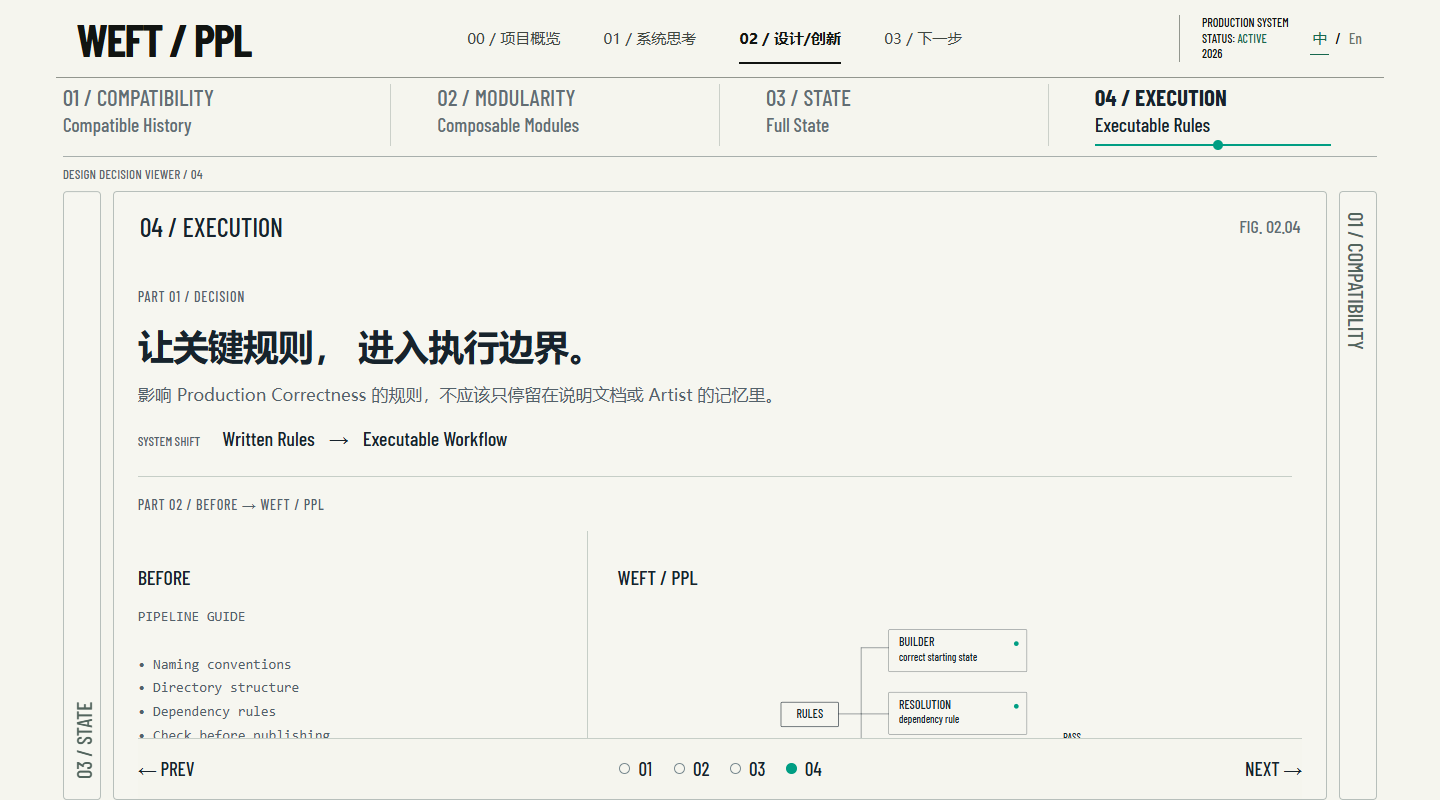 WEFT / PPL
00 / 项目概览
01 / 系统思考
02 / 设计/创新
03 / 下一步
PRODUCTION SYSTEM
STATUS: ACTIVE
2026
中 / En
01 / COMPATIBILITY
Compatible History
02 / MODULARITY
Composable Modules
03 / STATE
Full State
04 / EXECUTION
Executable Rules
DESIGN DECISION VIEWER / 04
03 / STATE
04 / EXECUTION
FIG. 02.04
PART 01 / DECISION
让关键规则， 进入执行边界。
影响 Production Correctness 的规则，不应该只停留在说明文档或 Artist 的记忆里。
SYSTEM SHIFT Written Rules → Executable Workflow
PART 02 / BEFORE → WEFT / PPL
BEFORE
PIPELINE GUIDE
• Naming conventions
• Directory structure
• Dependency rules
• Check before publishing
WEFT / PPL
RULES
BUILDER
correct starting state
RESOLUTION
dependency rule
PASS
← PREV
01
02
03
04
NEXT →
01 / COMPATIBILITY